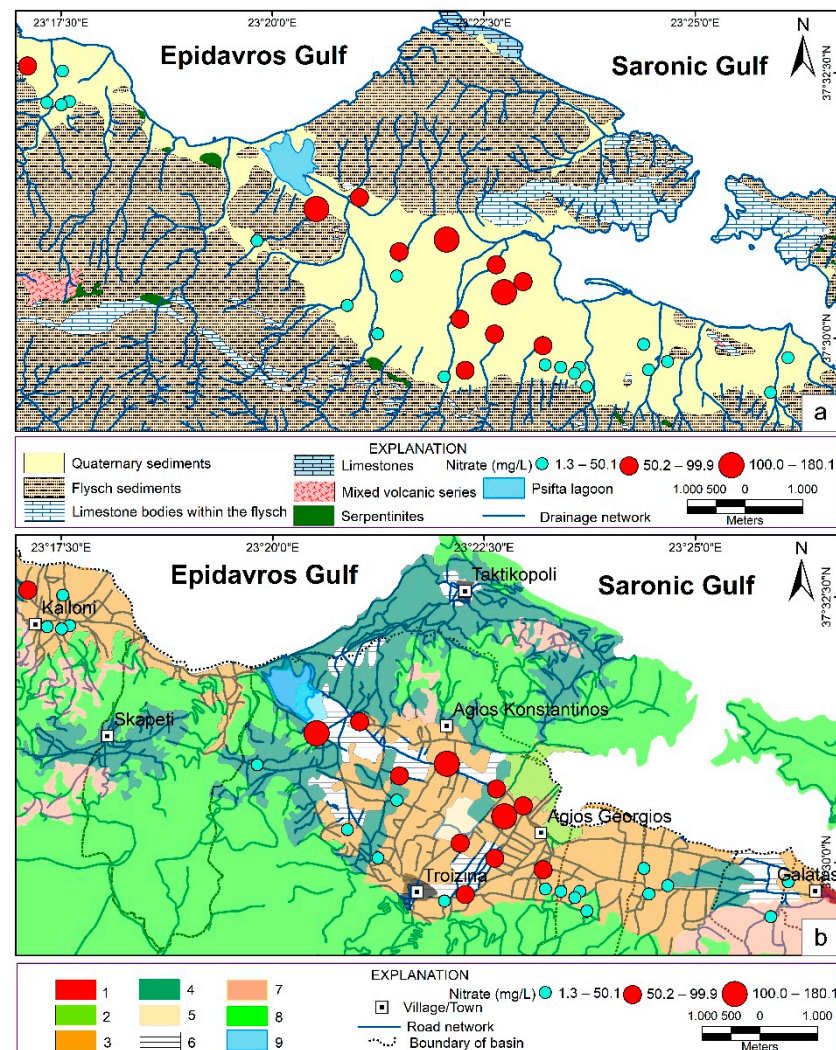 23°17'30"E 23°20'0"E 23°22'30"E 23°25'0"E
Epidavros Gulf
Saronic Gulf
N
37°32'30"N
37°30'0"N
a
EXPLANATION
Quaternary sediments
Flysch sediments
Limestone bodies within the flysch
Limestones
Mixed volcanic series
Serpentinites
Nitrate (mg/L) 1.3 – 50.1 50.2 – 99.9 100.0 - 180.1
Psifta lagoon
Drainage network
1.000 500 0 1.000
Meters
23°17'30"E 23°20'0"E 23°22'30"E 23°25'0"E
Epidavros Gulf
Saronic Gulf
N
37°32'30"N
Taktikopoli
Kalloni
Skapeti
Agios Konstantinos
Agios Georgios
37°30'0"N
Troizina
Galatas
b
EXPLANATION
1 4 7
2 5 8
3 6 9
Nitrate (mg/L) 1.3 – 50.1 50.2 – 99.9 100.0 - 180.1
Village/Town
Road network
Boundary of basin
1.000 500 0 1.000
Meters